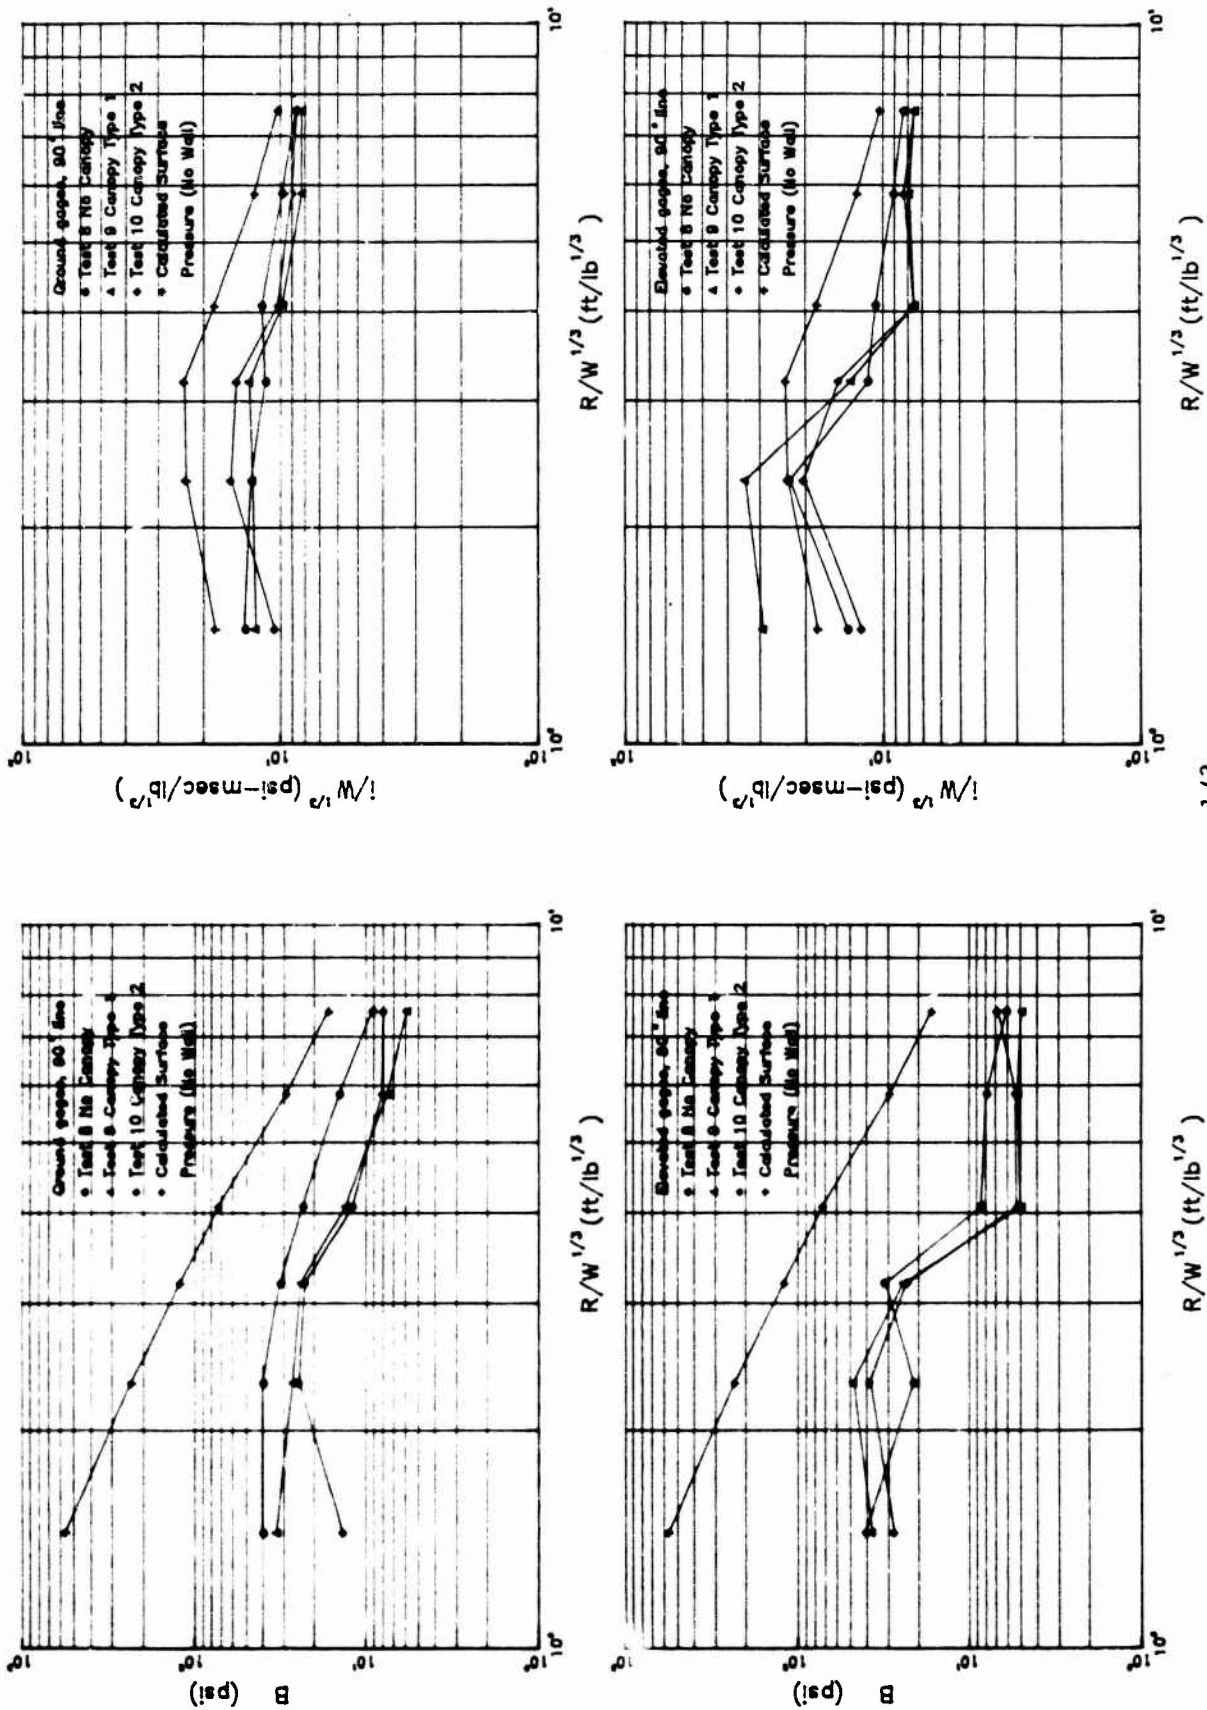 Ground gages, 90° line
Test 8 No Canopy
Test 9 Canopy Type 1
Test 10 Canopy Type 2
Calculated Surface
Pressure (No Wall)
i/W^1/3 (psi-msec/lb^1/3)
R/W^1/3 (ft/lb^1/3)
10¹
Elevated gages, 90° line
Test 8 No Canopy
Test 9 Canopy Type 1
Test 10 Canopy Type 2
Calculated Surface
Pressure (No Wall)
i/W^1/3 (psi-msec/lb^1/3)
R/W^1/3 (ft/lb^1/3)
10¹
1/3
Ground gages, 90° line
Test 8 No Canopy
Test 9 Canopy Type 1
Test 10 Canopy Type 2
Calculated Surface
Pressure (No Wall)
B
(psi)
R/W^1/3 (ft/lb^1/3)
10¹
Elevated gages, 90° line
Test 8 No Canopy
Test 9 Canopy Type 1
Test 10 Canopy Type 2
Calculated Surface
Pressure (No Wall)
B
(psi)
R/W^1/3 (ft/lb^1/3)
10¹